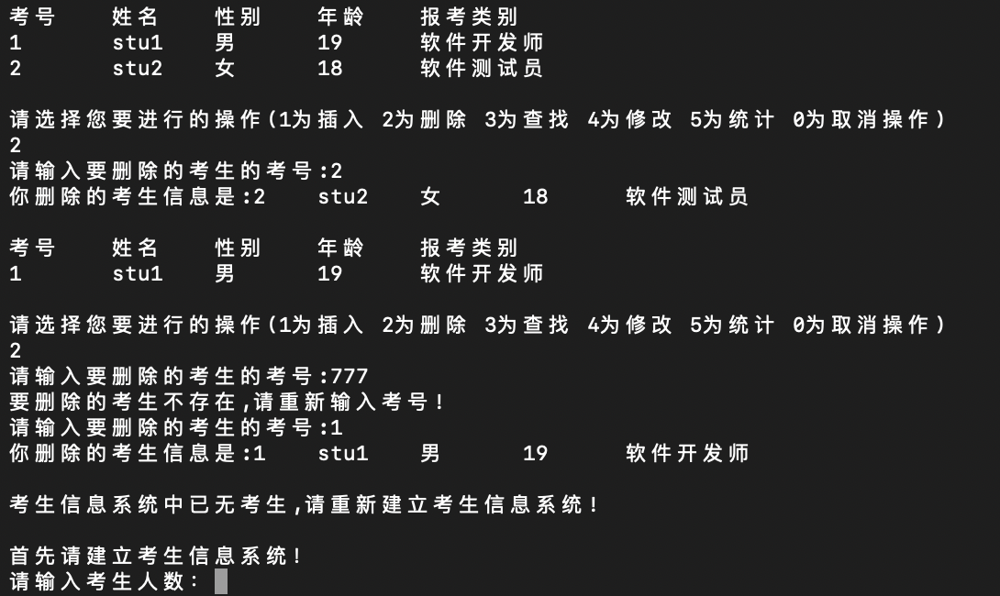 考号 姓名 性别 年龄 报考类别
1 stu1 男 19 软件开发师
2 stu2 女 18 软件测试员
请选择您要进行的操作(1为插入 2为删除 3为查找 4为修改 5为统计 0为取消操作)
2
请输入要删除的考生的考号:2
你删除的考生信息是:2 stu2 女 18 软件测试员
考号 姓名 性别 年龄 报考类别
1 stu1 男 19 软件开发师
请选择您要进行的操作(1为插入 2为删除 3为查找 4为修改 5为统计 0为取消操作)
2
请输入要删除的考生的考号:777
要删除的考生不存在,请重新输入考号!
请输入要删除的考生的考号:1
你删除的考生信息是:1 stu1 男 19 软件开发师
考生信息系统中已无考生,请重新建立考生信息系统!
首先请建立考生信息系统!
请输入考生人数: